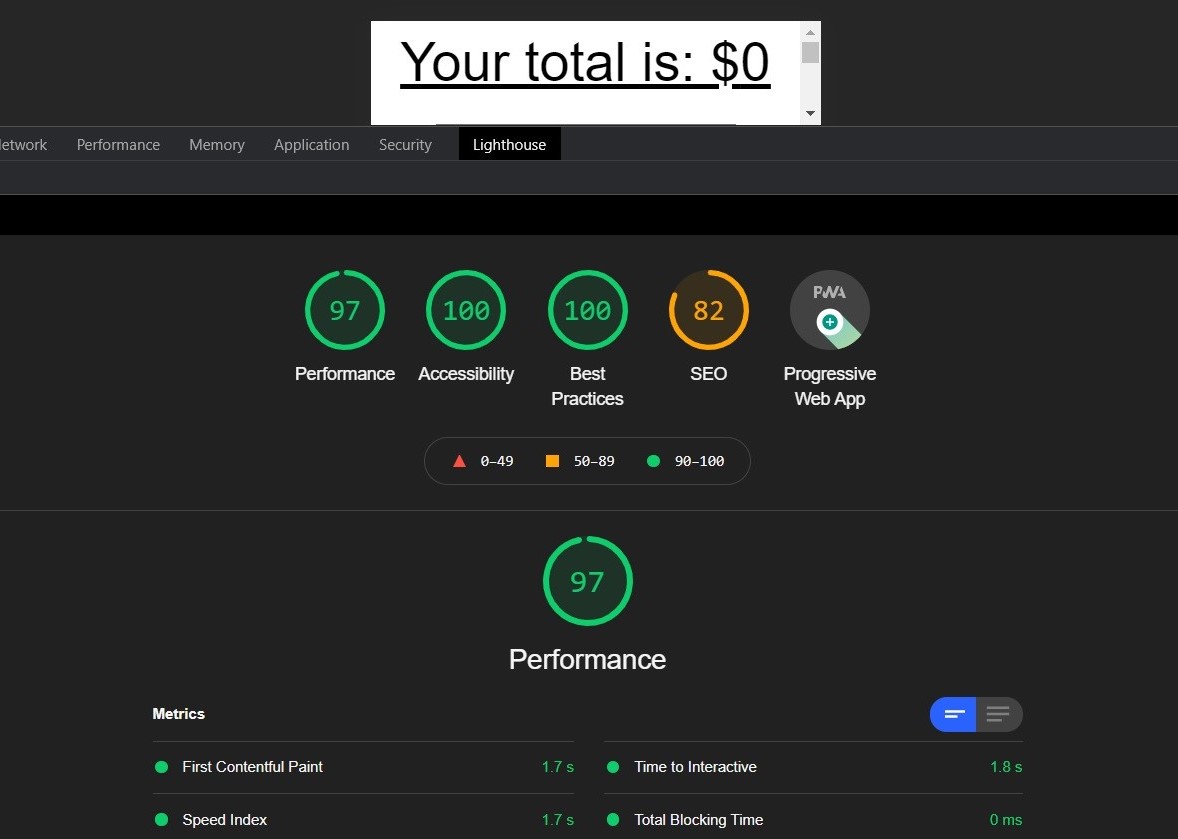 Your total is: $0
etwork Performance Memory Application Security Lighthouse
97 100 100 82 PWA
Performance Accessibility Best Practices SEO Progressive Web App
0–49 50–89 90–100
97
Performance
Metrics
First Contentful Paint 1.7 s Time to Interactive 1.8 s
Speed Index 1.7 s Total Blocking Time 0 ms